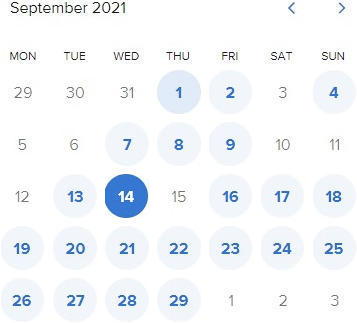 September 2021
MON TUE WED THU FRI SAT SUN
29 30 31 1 2 3 4
5 6 7 8 9 10 11
12 13 14 15 16 17 18
19 20 21 22 23 24 25
26 27 28 29 1 2 3